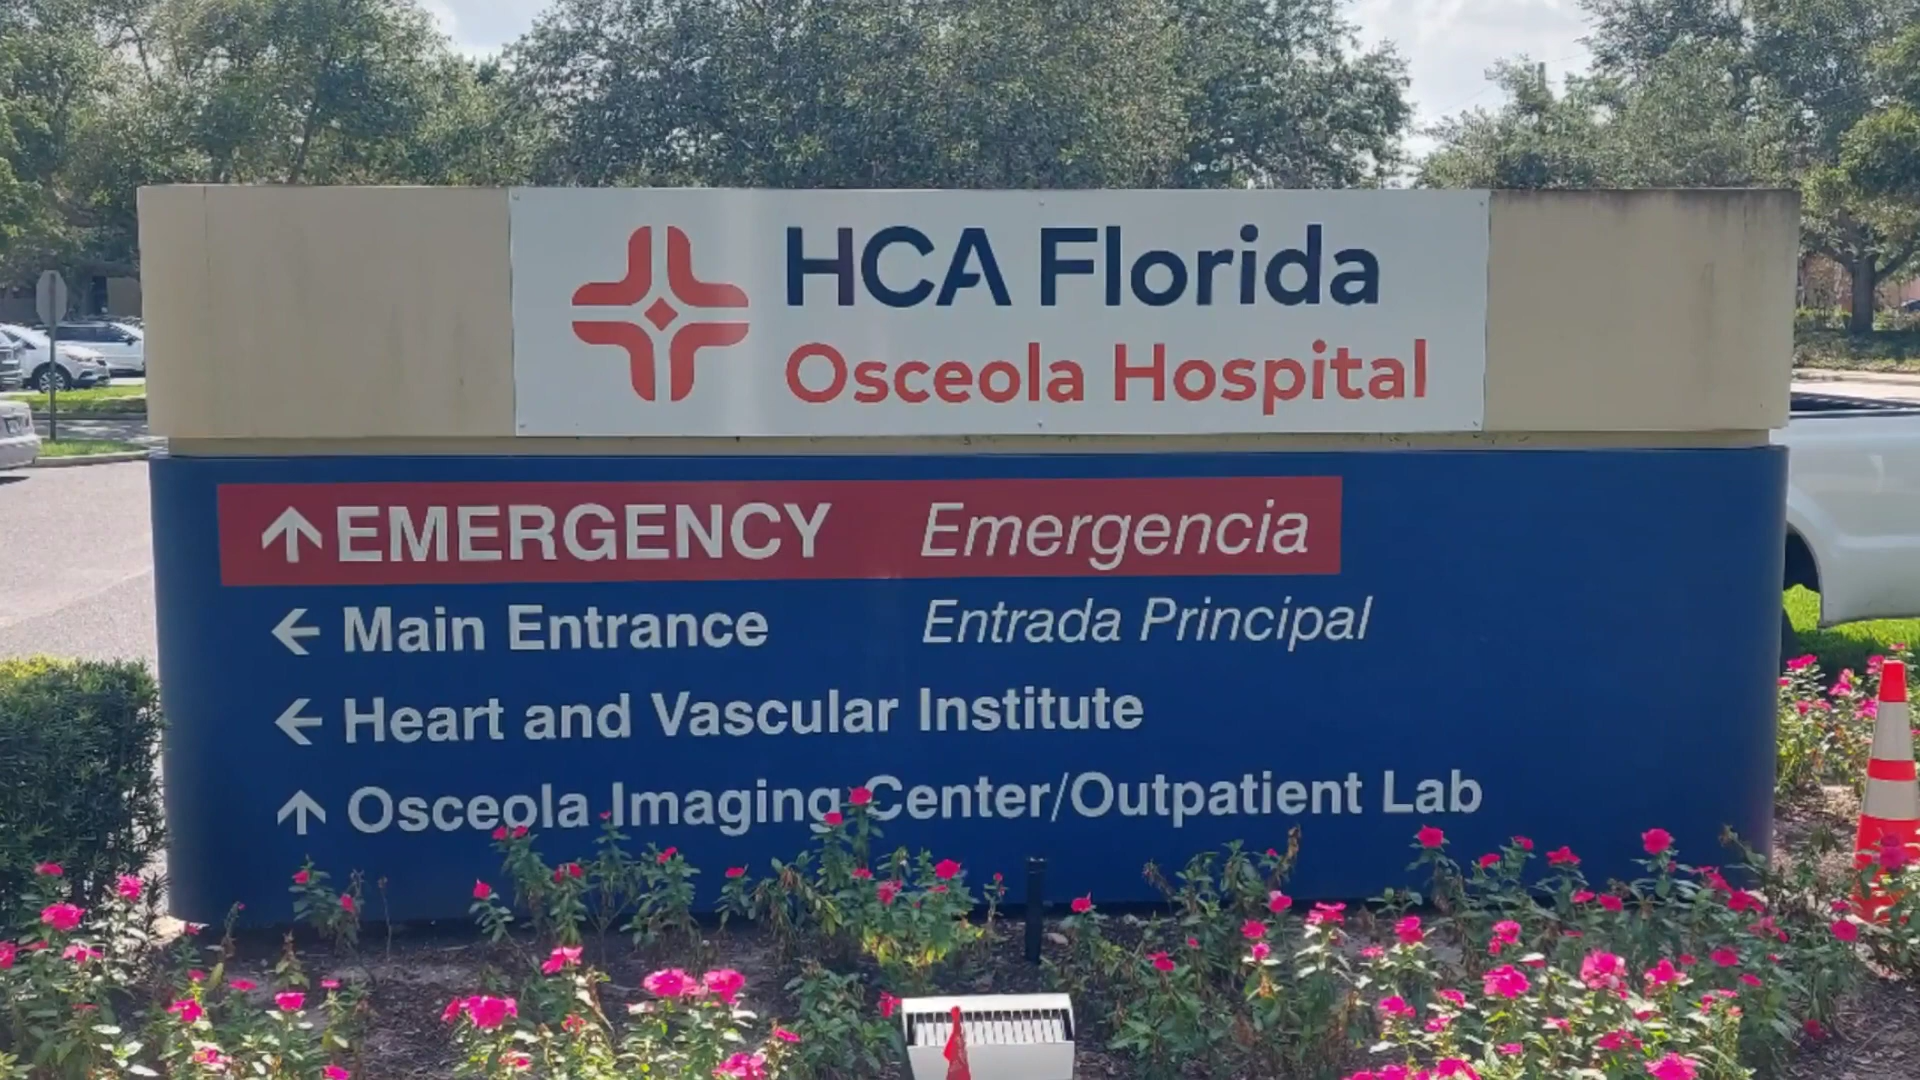 HCA Florida
Osceola Hospital
↑ EMERGENCY Emergencia
← Main Entrance Entrada Principal
← Heart and Vascular Institute
↑ Osceola Imaging Center/Outpatient Lab